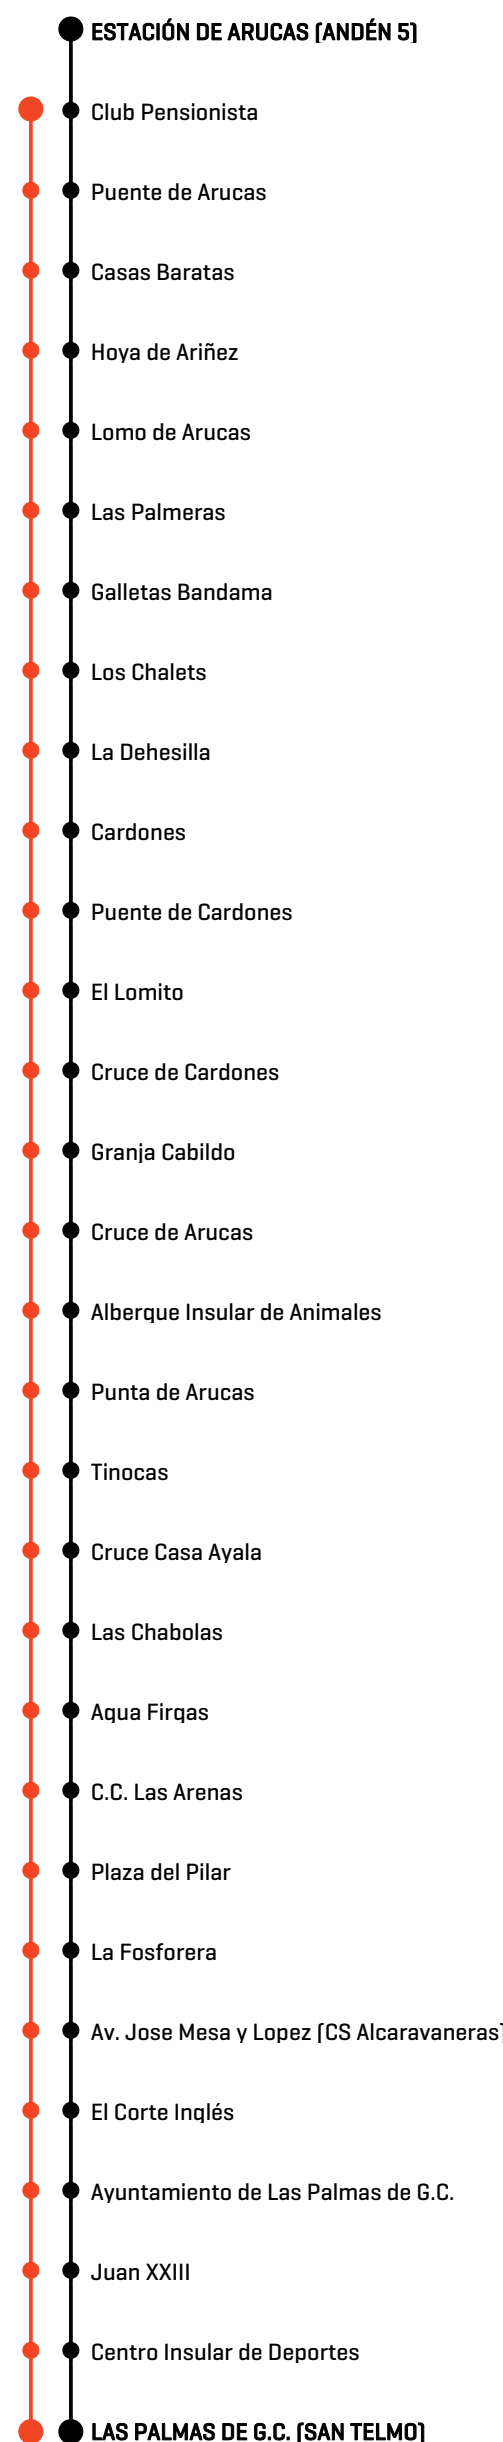 ESTACIÓN DE ARUCAS (ANDÉN 5)
Club Pensionista
Puente de Arucas
Casas Baratas
Hoya de Ariñez
Lomo de Arucas
Las Palmeras
Galletas Bandama
Los Chalets
La Dehesilla
Cardones
Puente de Cardones
El Lomito
Cruce de Cardones
Granja Cabildo
Cruce de Arucas
Albergue Insular de Animales
Punta de Arucas
Tinocas
Cruce Casa Ayala
Las Chabolas
Agua Firgas
C.C. Las Arenas
Plaza del Pilar
La Fosforera
Av. Jose Mesa y Lopez (CS Alcaravaneras)
El Corte Inglés
Ayuntamiento de Las Palmas de G.C.
Juan XXIII
Centro Insular de Deportes
LAS PALMAS DE G.C. (SAN TELMO)